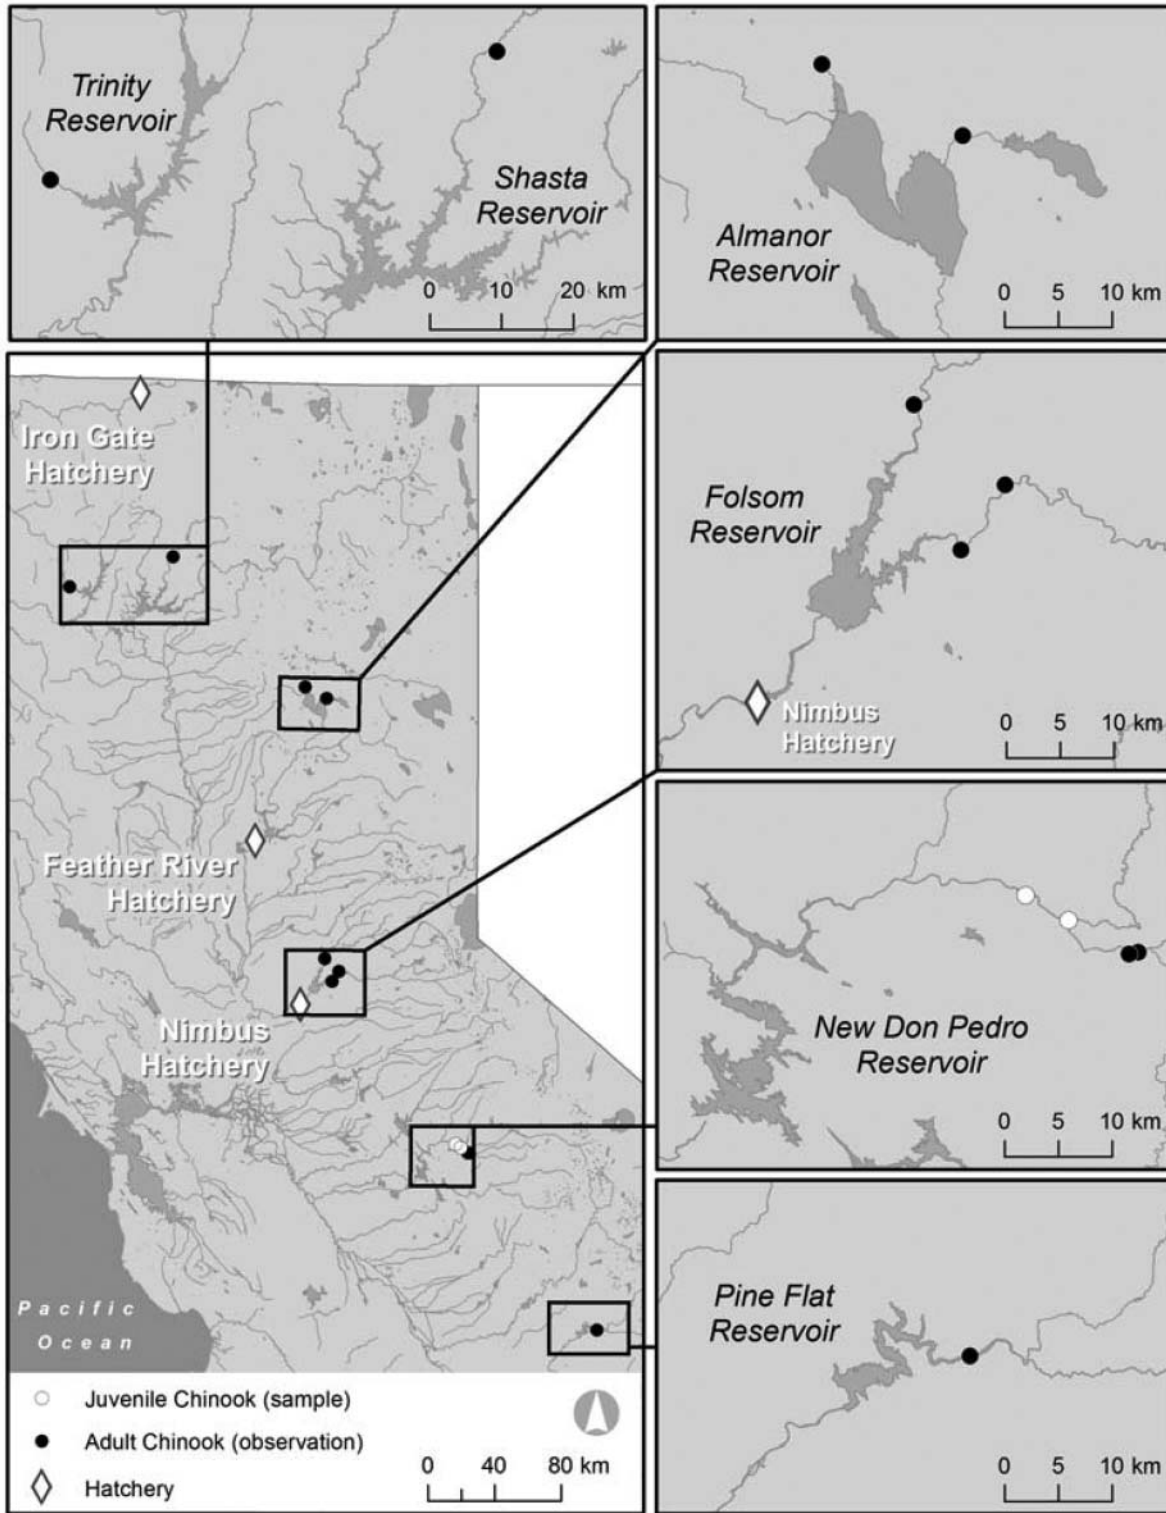 Trinity
Reservoir
Shasta
Reservoir
0 10 20 km
Almanor
Reservoir
0 5 10 km
Iron Gate
Hatchery
Feather River
Hatchery
Nimbus
Hatchery
Pacific
Ocean
Juvenile Chinook (sample)
Adult Chinook (observation)
Hatchery
0 40 80 km
Folsom
Reservoir
Nimbus
Hatchery
0 5 10 km
New Don Pedro
Reservoir
0 5 10 km
Pine Flat
Reservoir
0 5 10 km